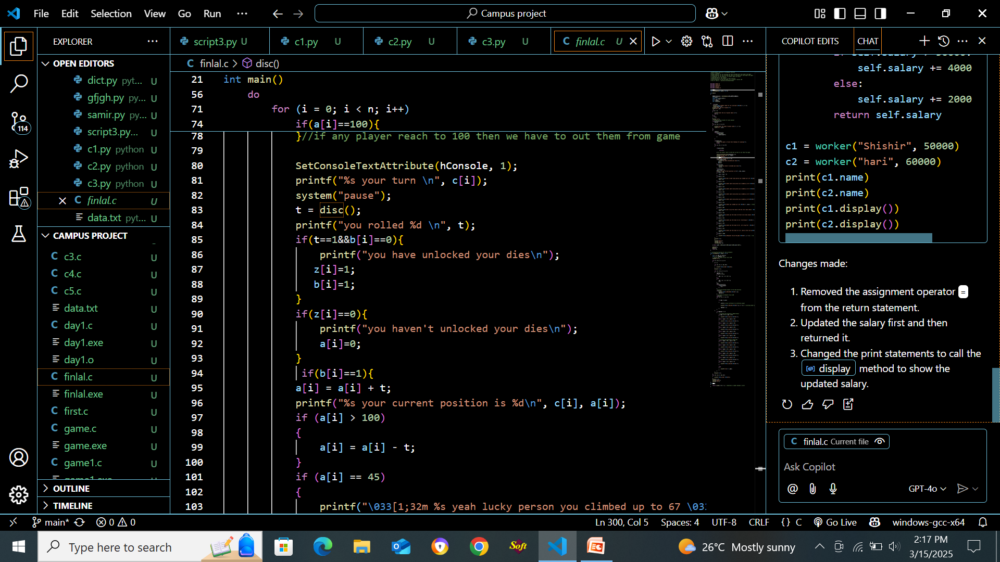 File Edit Selection View Go Run ···
Campus project
EXPLORER
OPEN EDITORS
dict.py pyt... U
gfjgh.py py... U
samir.py py... U
script3.py... U
c1.py python U
c2.py python U
c3.py python U
finlal.c U
data.txt pyt... U
CAMPUS PROJECT
c3.c U
c4.c U
c5.c U
data.txt U
day1.c U
day1.exe U
day1.o U
finlal.c U
finlal.exe U
first.c U
game.c U
game.exe U
game1.c U
game1.exe
OUTLINE
TIMELINE
114
script3.py U
c1.py U
c2.py U
c3.py U
finlal.c U
finlal.c > disc()
21 int main()
56 do
71 for (i = 0; i < n; i++)
74 if(a[i]==100){
78 }//if any player reach to 100 then we have to out them from game
79
80 SetConsoleTextAttribute(hConsole, 1);
81 printf("%s your turn \n", c[i]);
82 system("pause");
83 t = disc();
84 printf("you rolled %d \n", t);
85 if(t==1&&b[i]==0){
86 printf("you have unlocked your dies\n");
87 z[i]=1;
88 b[i]=1;
89 }
90 if(z[i]==0){
91 printf("you haven't unlocked your dies\n");
92 a[i]=0;
93 }
94 if(b[i]==1){
95 a[i] = a[i] + t;
96 printf("%s your current position is %d\n", c[i], a[i]);
97 if (a[i] > 100)
98 {
99 a[i] = a[i] - t;
100 }
101 if (a[i] == 45)
102 {
103 printf("\033[1;32m %s yeah lucky person you climbed up to 67 \03
COPILOT EDITS CHAT
self.salary += 4000
else:
self.salary += 2000
return self.salary
c1 = worker("Shishir", 50000)
c2 = worker("hari", 60000)
print(c1.name)
print(c2.name)
print(c1.display())
print(c2.display())
Changes made:
1. Removed the assignment operator =
from the return statement.
2. Updated the salary first and then
returned it.
3. Changed the print statements to call the
display method to show the
updated salary.
finlal.c Current file
Ask Copilot
@ GPT-4o
main* 0 0
Ln 300, Col 5 Spaces: 4 UTF-8 CRLF {} C Go Live windows-gcc-x64
Type here to search
Soft
26°C Mostly sunny
2:17 PM
3/15/2025